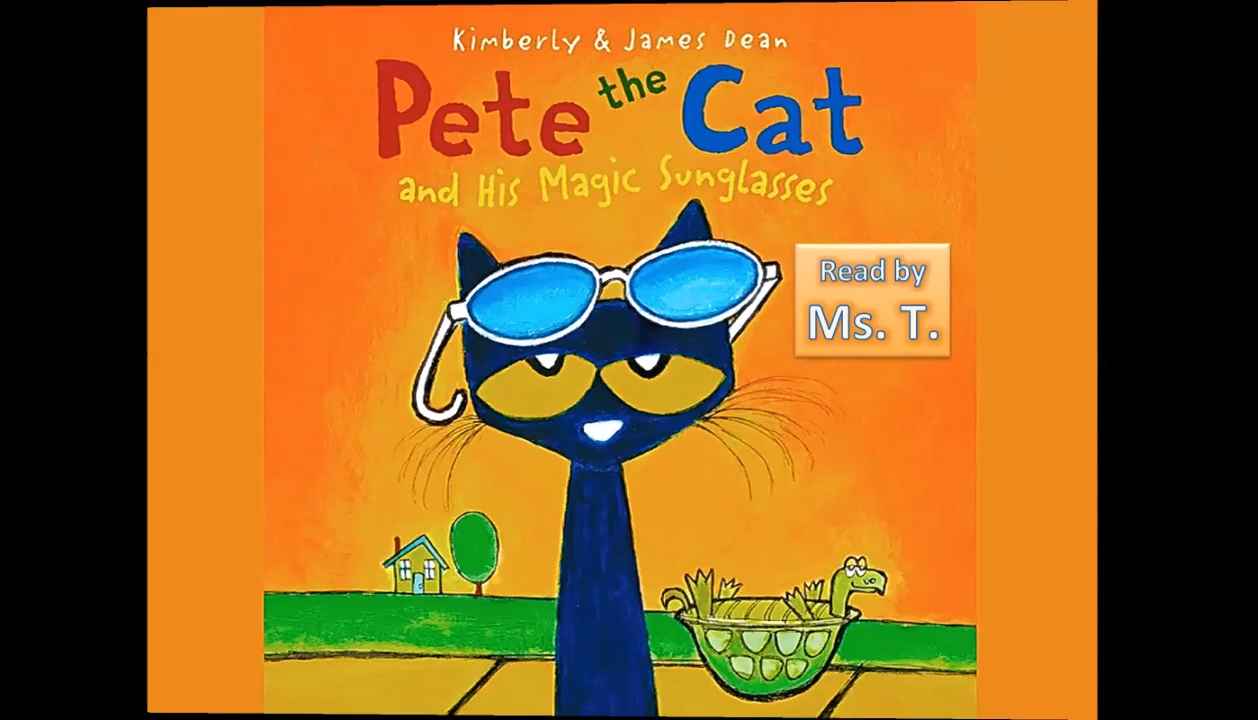 Kimberly & James Dean
Pete the Cat
and His Magic Sunglasses
Read by
Ms. T.